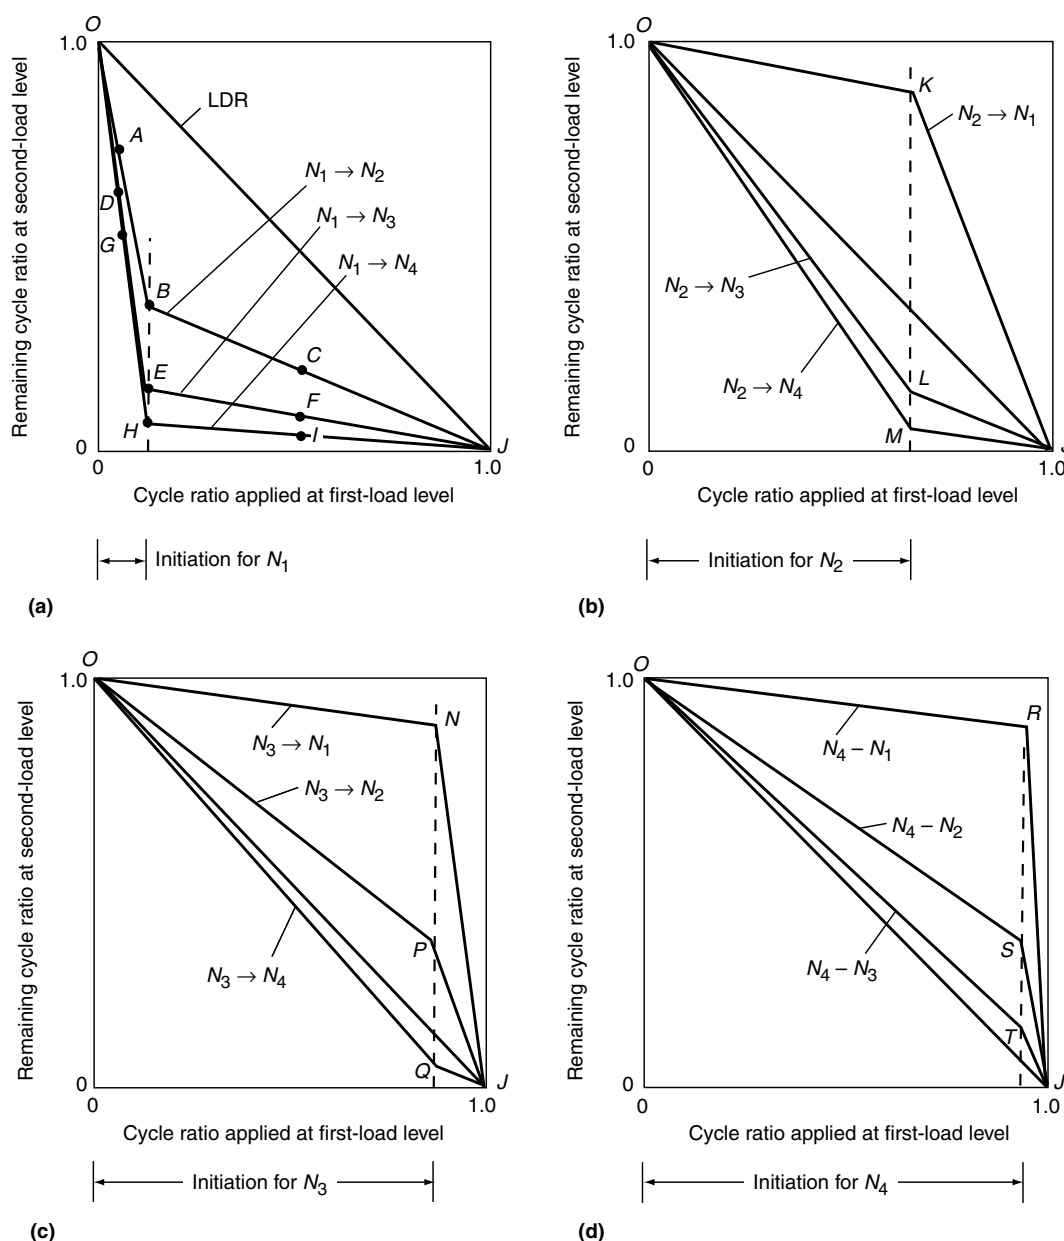 O
1.0
LDR
A
N1 → N2
D
N1 → N3
G
N1 → N4
B
C
E
F
H
I
J
0
0
1.0
Remaining cycle ratio at second-load level
Cycle ratio applied at first-load level
Initiation for N1
(a)
O
1.0
K
N2 → N1
N2 → N3
N2 → N4
L
M
J
0
0
1.0
Remaining cycle ratio at second-load level
Cycle ratio applied at first-load level
Initiation for N2
(b)
O
1.0
N
N3 → N1
N3 → N2
P
N3 → N4
Q
J
0
0
1.0
Remaining cycle ratio at second-load level
Cycle ratio applied at first-load level
Initiation for N3
(c)
O
1.0
R
N4 – N1
N4 – N2
S
N4 – N3
T
J
0
0
1.0
Remaining cycle ratio at second-load level
Cycle ratio applied at first-load level
Initiation for N4
(d)